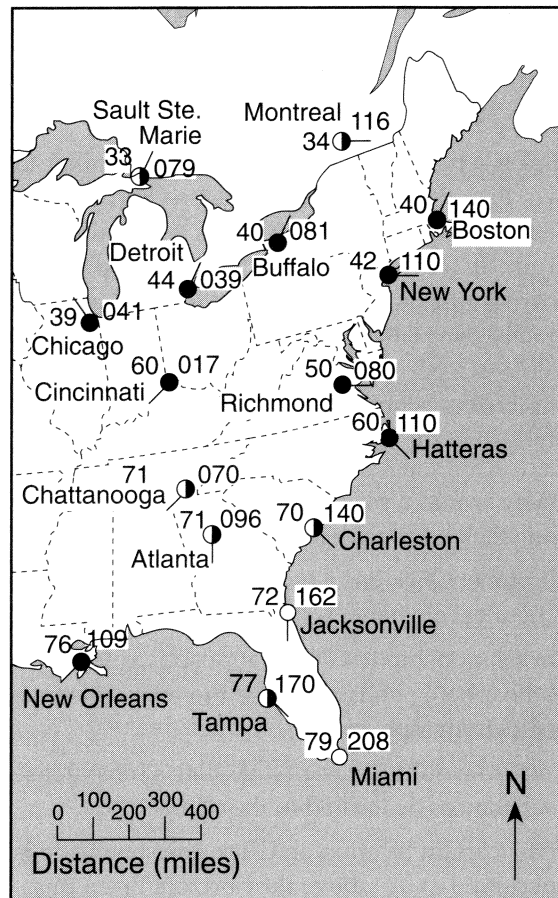 Sault Ste.
Marie
33 079
Montreal
34 116
40 140
Boston
40 081
Buffalo
Detroit
44 039
42 110
New York
39 041
Chicago
60 017
Cincinnati
50 080
Richmond
60 110
Hatteras
71 070
Chattanooga
71 096
Atlanta
70 140
Charleston
72 162
Jacksonville
76 109
New Orleans
77 170
Tampa
79 208
Miami
0 100 200 300 400
Distance (miles)
N